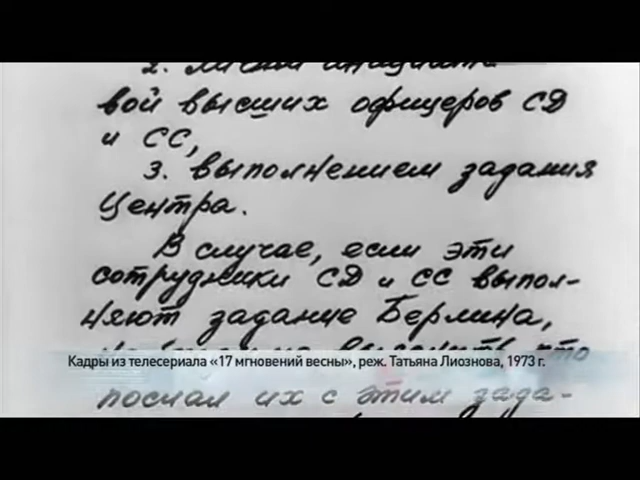 вой высших офицеров СД
и СС,
3. выполнением задания
Центра.
В случае, если эти
сотрудники СД и СС выпол-
няют задание Берлина,
Кадры из телесериала «17 мгновений весны», реж. Татьяна Лиознова, 1973 г.
послал их с этим зада-